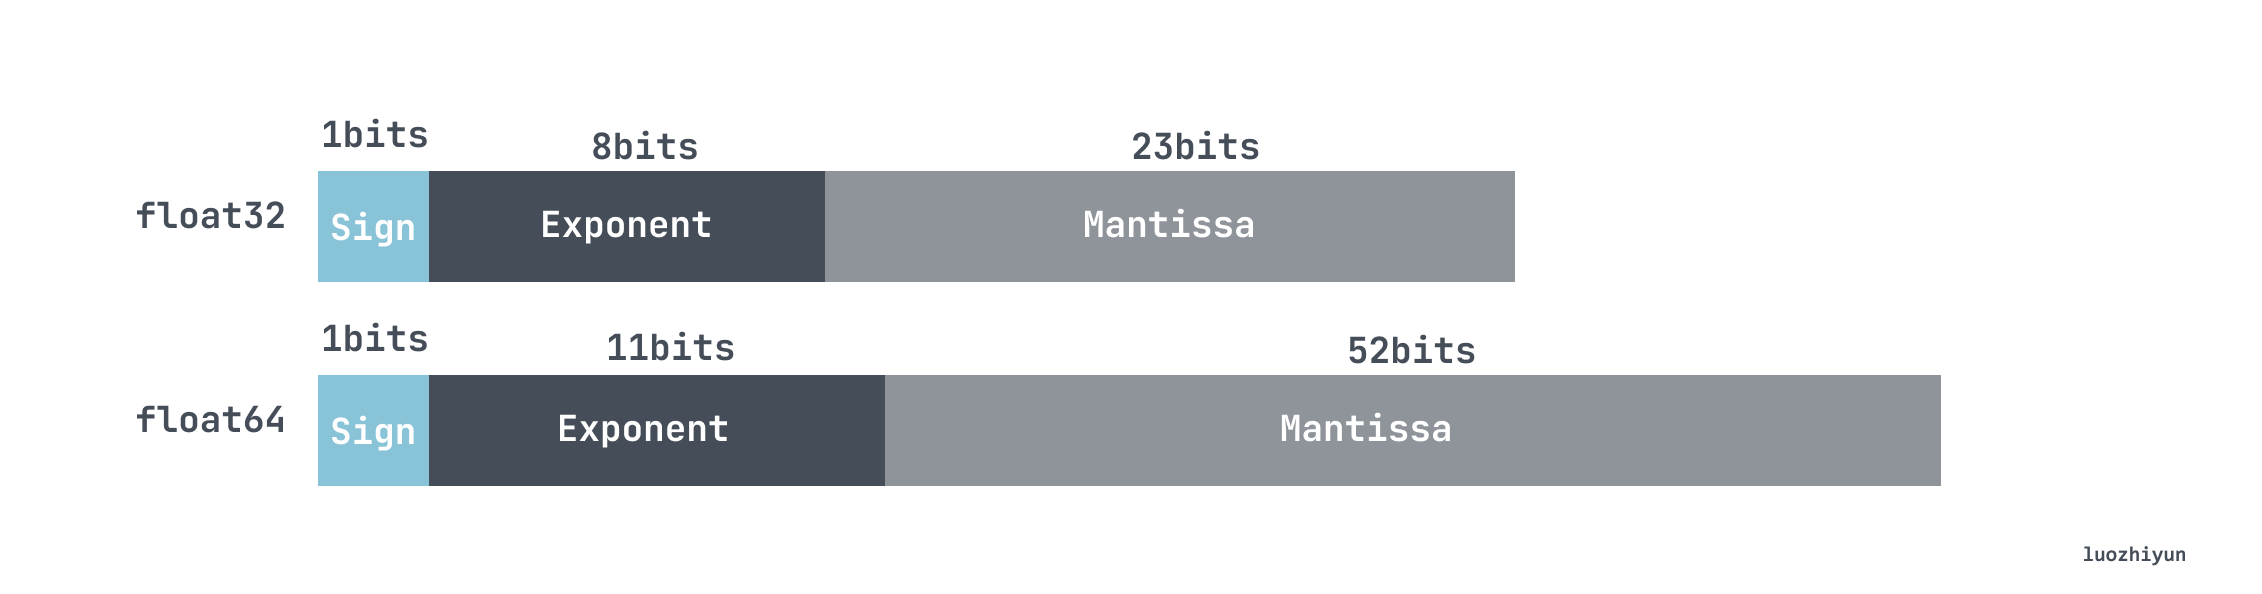 1bits 8bits 23bits
float32 Sign Exponent Mantissa
1bits 11bits 52bits
float64 Sign Exponent Mantissa
luozhiyun